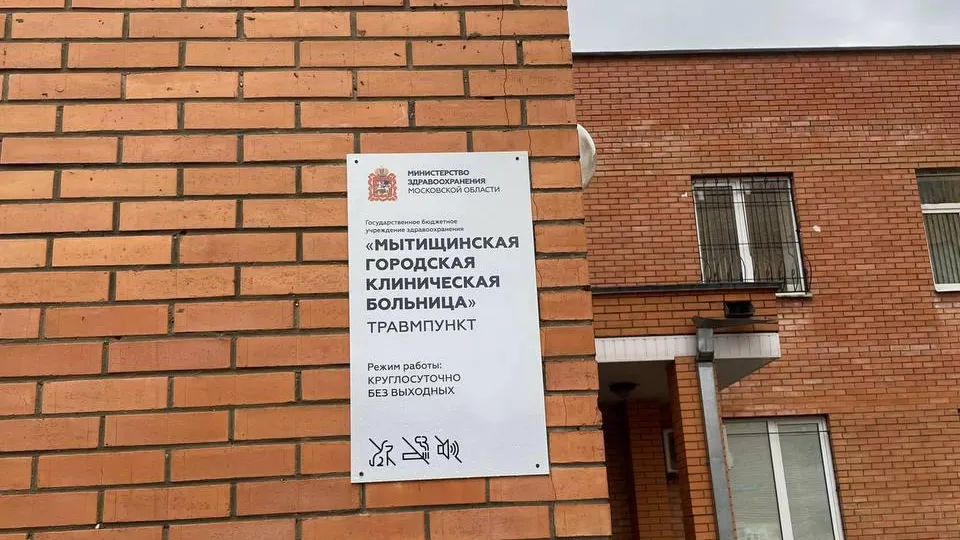 МИНИСТЕРСТВО
ЗДРАВООХРАНЕНИЯ
МОСКОВСКОЙ ОБЛАСТИ
Государственное бюджетное
учреждение здравоохранения
«МЫТИЩИНСКАЯ
ГОРОДСКАЯ
КЛИНИЧЕСКАЯ
БОЛЬНИЦА»
ТРАВМПУНКТ
Режим работы:
КРУГЛОСУТОЧНО
БЕЗ ВЫХОДНЫХ